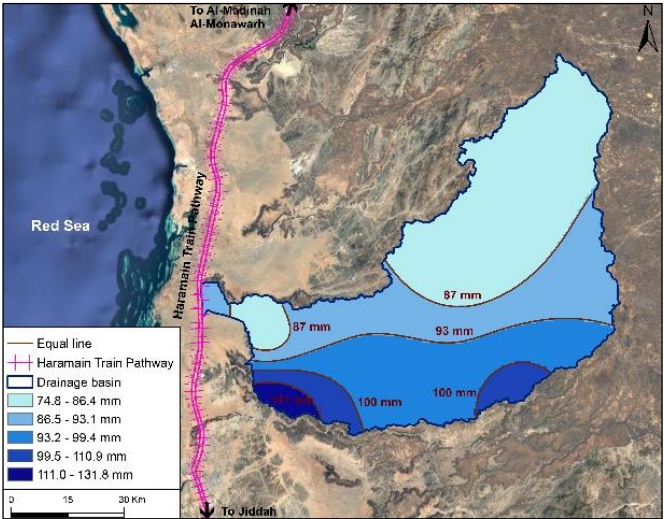 To Al-Madinah
Al-Monawarh
N
Red Sea
Haramain Train Pathway
87 mm
87 mm
93 mm
100 mm
100 mm
111 mm
Equal line
Haramain Train Pathway
Drainage basin
74.8 - 86.4 mm
86.5 - 93.1 mm
93.2 - 99.4 mm
99.5 - 110.9 mm
111.0 - 131.8 mm
0 15 30 Km
To Jiddah